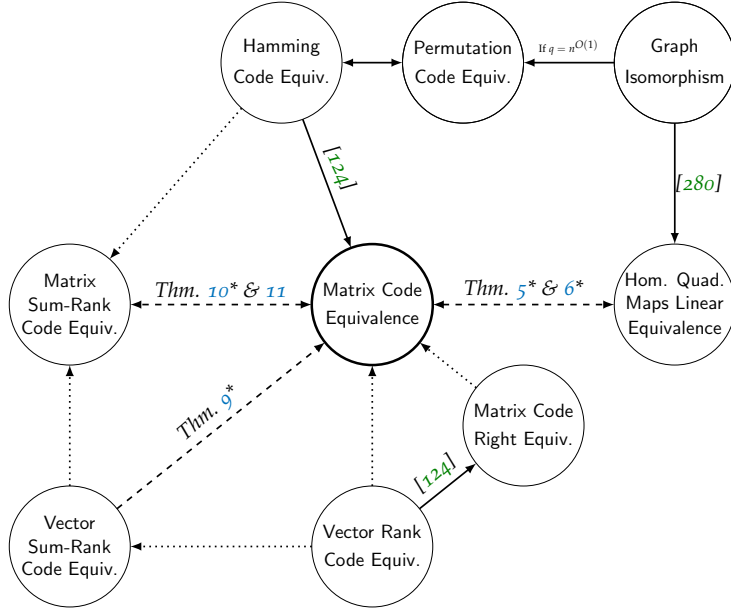 Hamming
Code Equiv.
Permutation
Code Equiv.
If q = n^O(1)
Graph
Isomorphism
[124]
[280]
Matrix
Sum-Rank
Code Equiv.
Thm. 10* & 11
Matrix Code
Equivalence
Thm. 5* & 6*
Hom. Quad.
Maps Linear
Equivalence
Thm. 9*
Matrix Code
Right Equiv.
[124]
Vector
Sum-Rank
Code Equiv.
Vector Rank
Code Equiv.